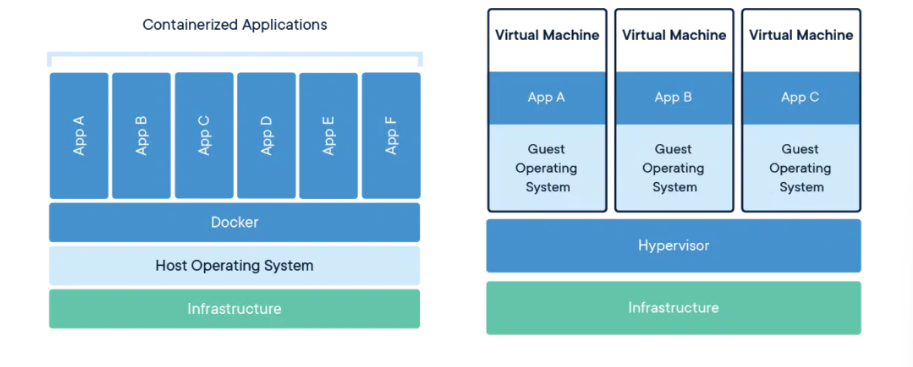 Containerized Applications
App A
App B
App C
App D
App E
App F
Docker
Host Operating System
Infrastructure
Virtual Machine
App A
Guest
Operating
System
Virtual Machine
App B
Guest
Operating
System
Virtual Machine
App C
Guest
Operating
System
Hypervisor
Infrastructure